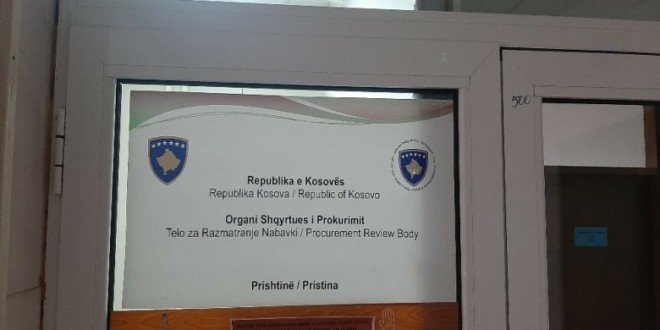 Republika e Kosovës
Republika Kosova / Republic of Kosovo
Organi Shqyrtues i Prokurimit
Telo za Razmatranje Nabavki / Procurement Review Body
Prishtinë / Pristina
500